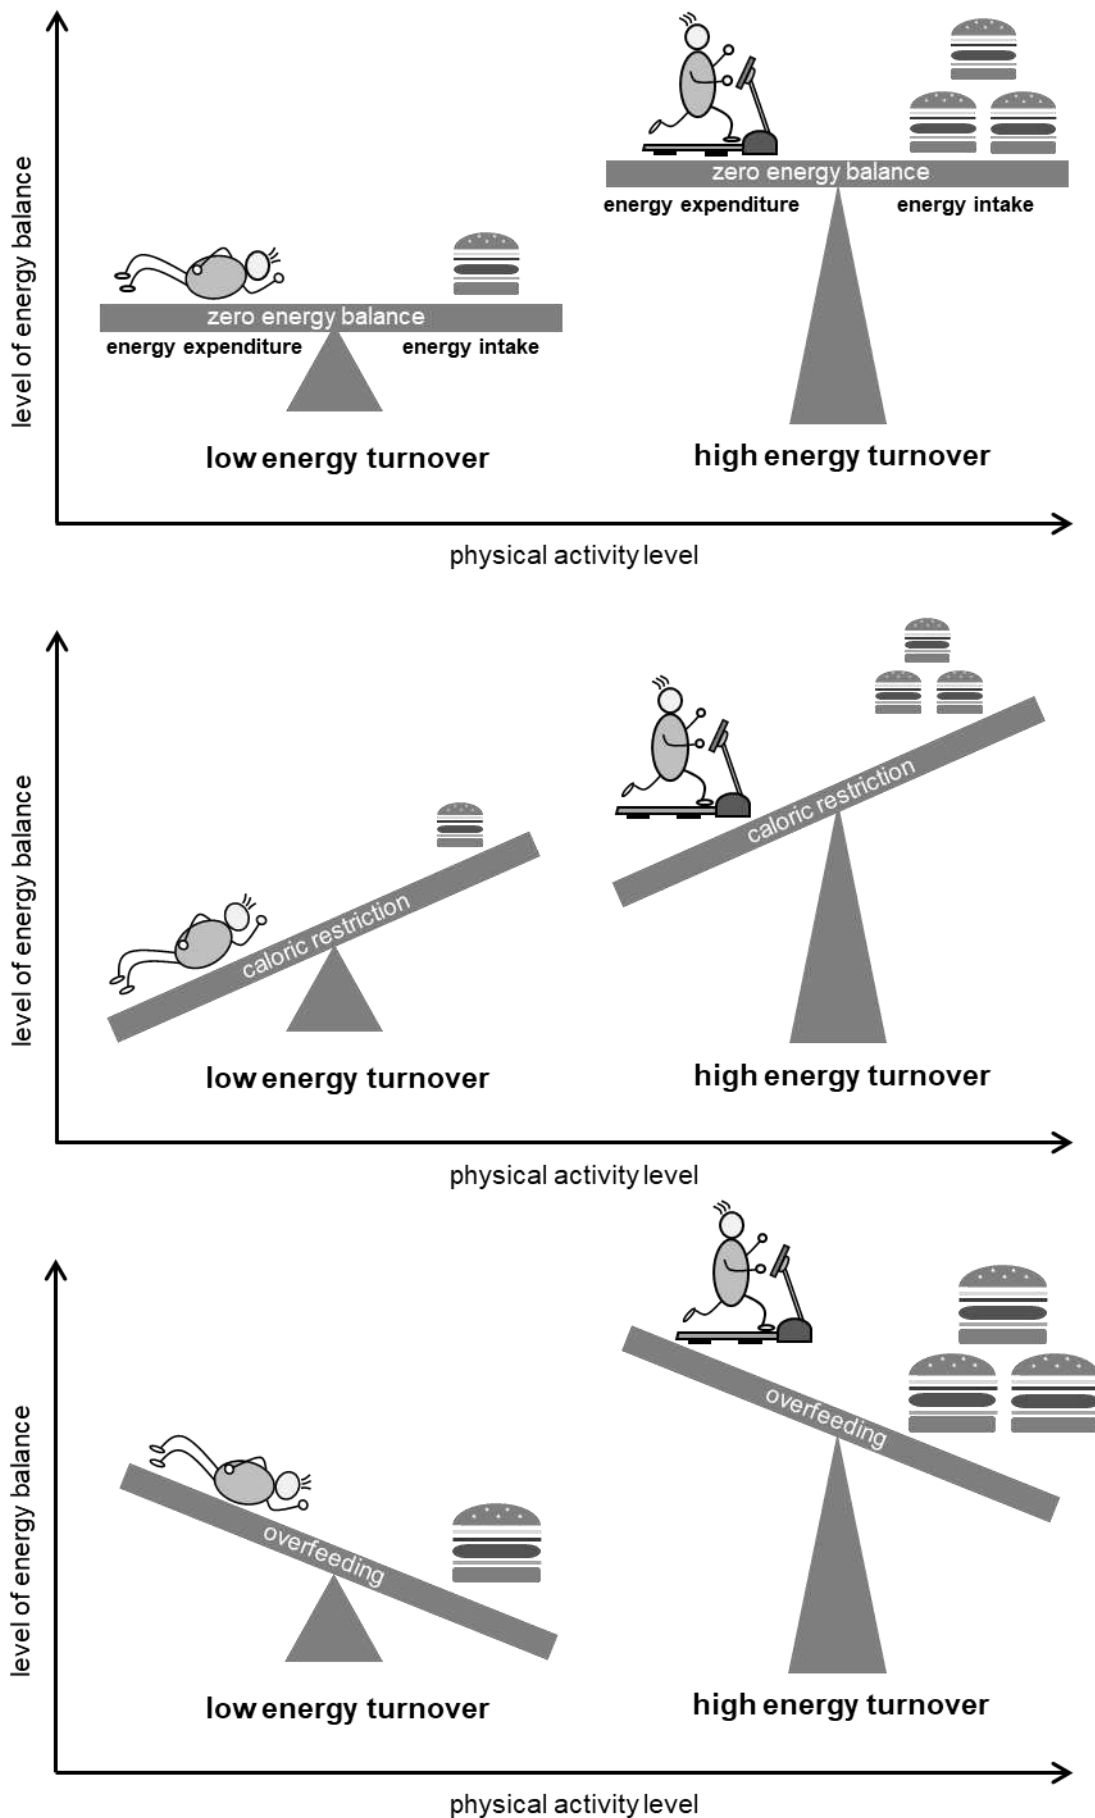 level of energy balance
zero energy balance
energy expenditure
energy intake
zero energy balance
energy expenditure
energy intake
low energy turnover
high energy turnover
physical activity level
level of energy balance
caloric restriction
caloric restriction
low energy turnover
high energy turnover
physical activity level
level of energy balance
overfeeding
overfeeding
low energy turnover
high energy turnover
physical activity level